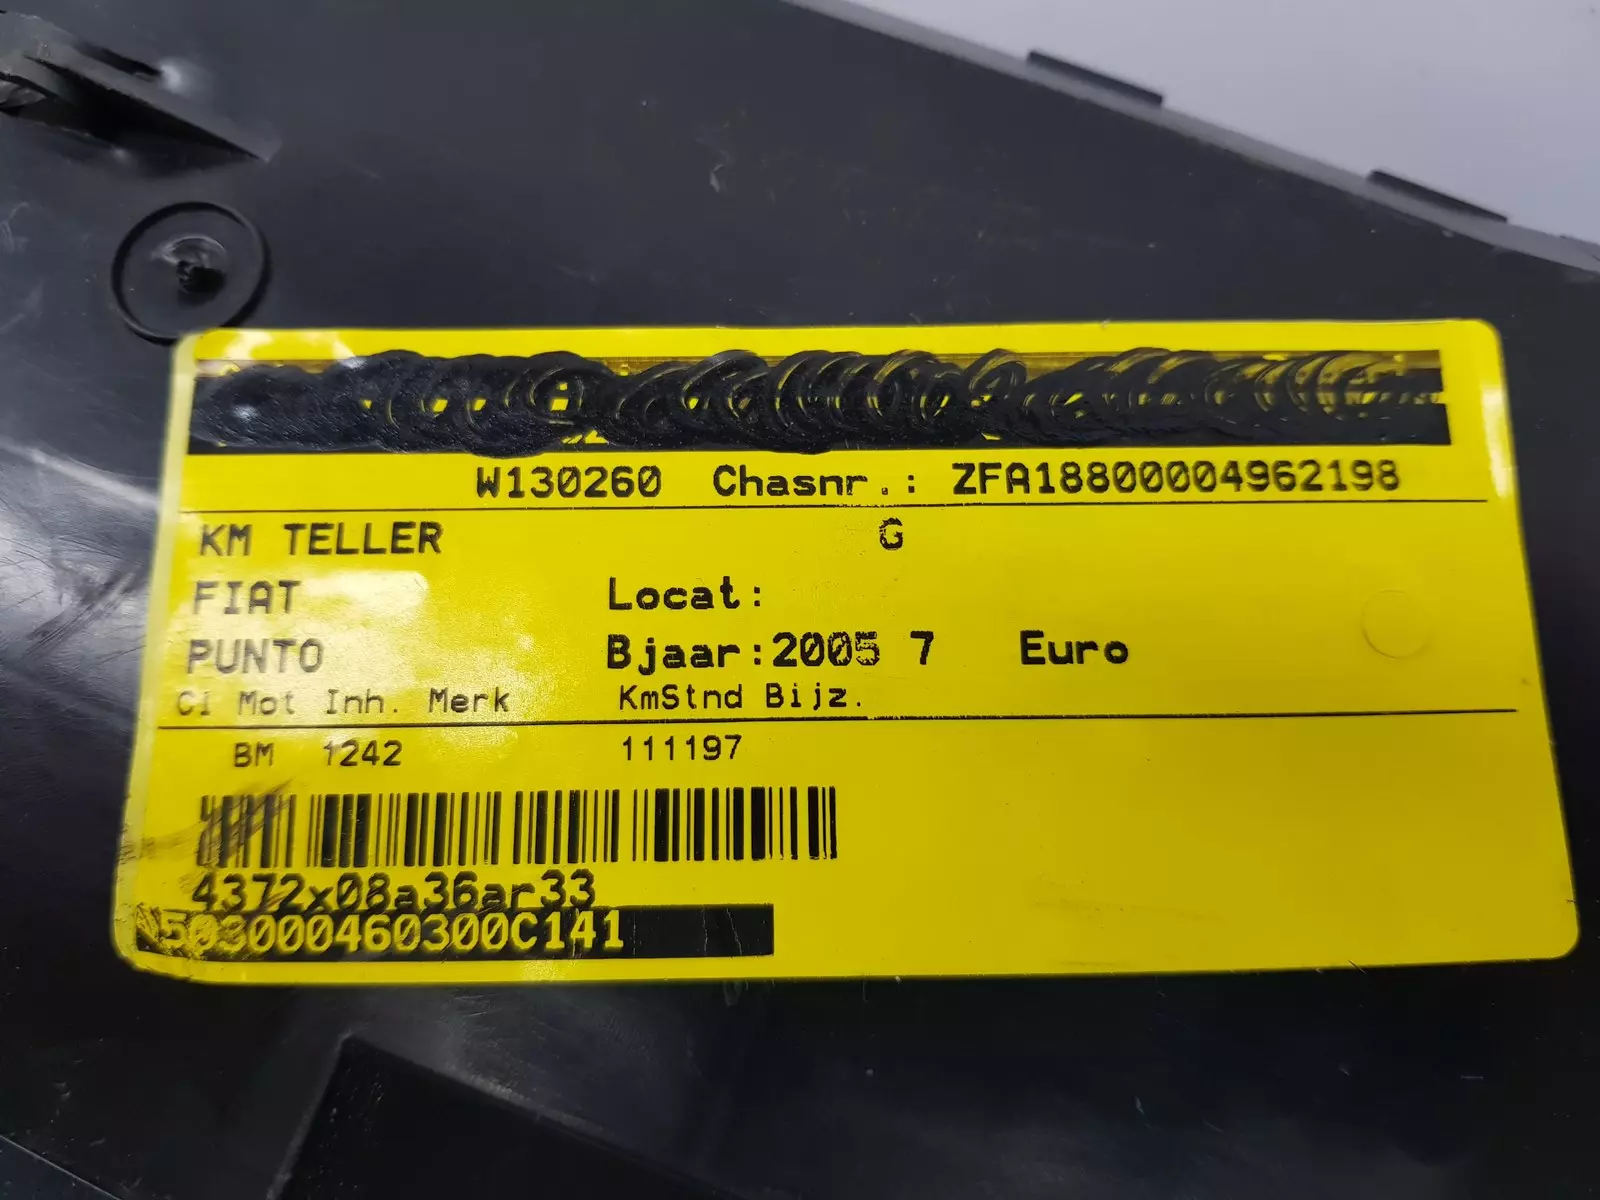 W130260 Chasnr.: ZFA18800004962198
KM TELLER G
FIAT Locat:
PUNTO Bjaar:2005 7 Euro
Ci Mot Inh. Merk KmStnd Bijz.
BM 1242 111197
4372x08a36ar33
503000460300C141